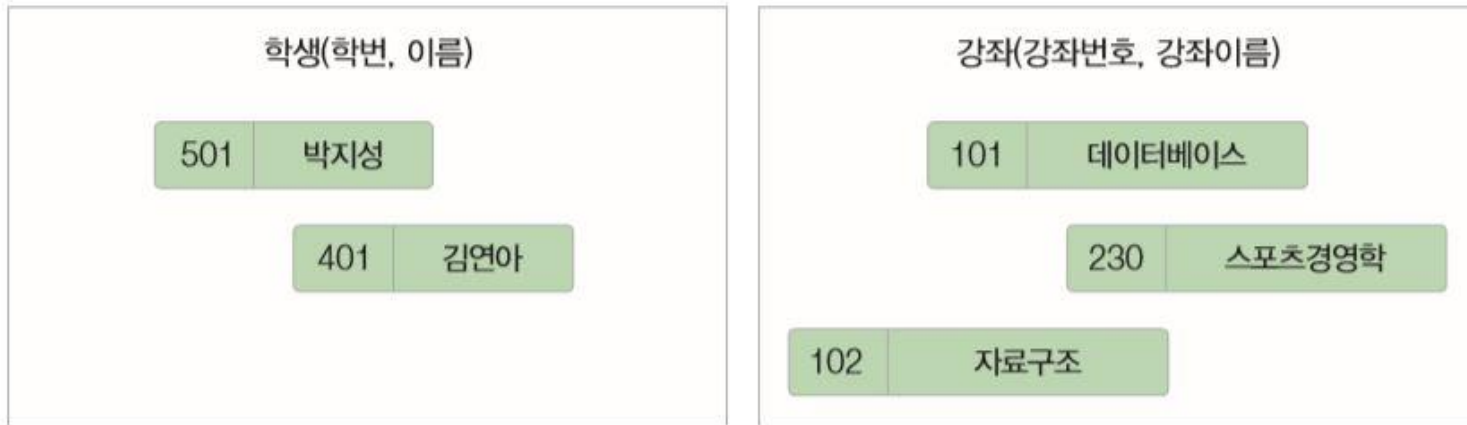 학생(학번, 이름)
501 박지성
401 김연아
강좌(강좌번호, 강좌이름)
101 데이터베이스
230 스포츠경영학
102 자료구조